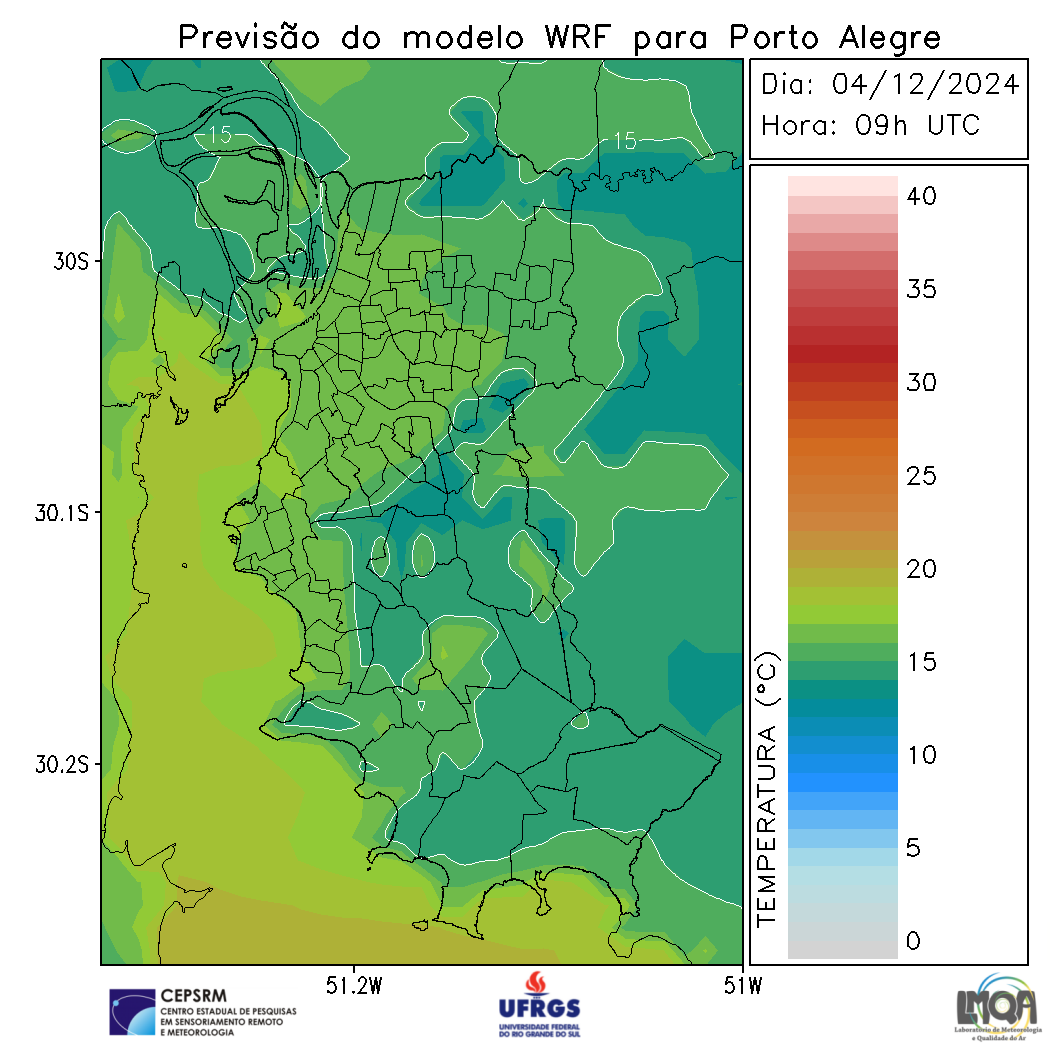 Previsão do modelo WRF para Porto Alegre
Dia: 04/12/2024
Hora: 09h UTC
15
15
30S
30.1S
30.2S
51.2W
51W
40
35
30
25
20
15
10
5
0
TEMPERATURA (°C)
CEPSRM
CENTRO ESTADUAL DE PESQUISAS
EM SENSORIAMENTO REMOTO
E METEOROLOGIA
UFRGS
UNIVERSIDADE FEDERAL
DO RIO GRANDE DO SUL
LMQA
Laboratório de Meteorologia
e Qualidade do Ar